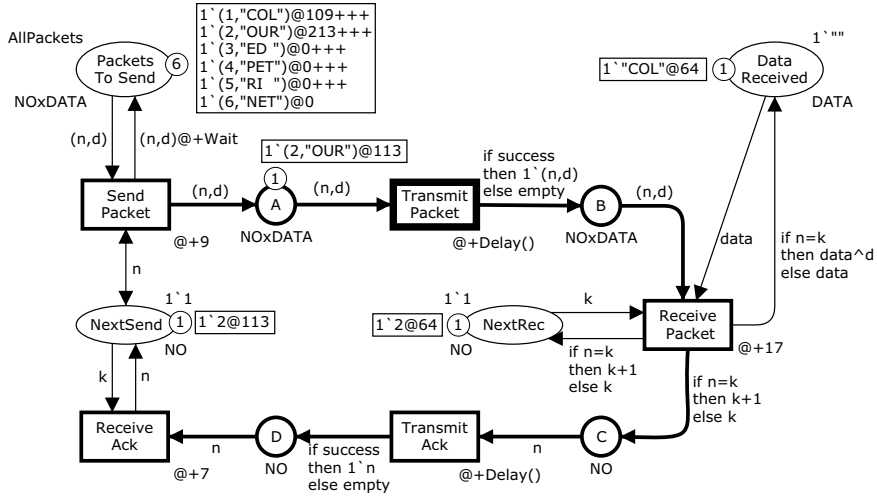 AllPackets
1`(1,"COL")@109+++
1`(2,"OUR")@213+++
1`(3,"ED ")@0+++
1`(4,"PET")@0+++
1`(5,"RI  ")@0+++
1`(6,"NET")@0
Packets
To Send
6
NOxDATA
1`""
1`"COL"@64
1
Data
Received
DATA
(n,d)
(n,d)@+Wait
1`(2,"OUR")@113
1
Send
Packet
@+9
(n,d)
A
NOxDATA
(n,d)
Transmit
Packet
@+Delay()
if success
then 1`(n,d)
else empty
B
NOxDATA
(n,d)
data
if n=k
then data^d
else data
n
1`1
NextSend
1
1`2@113
NO
1`1
1`2@64
1
NextRec
NO
k
if n=k
then k+1
else k
Receive
Packet
@+17
k
n
if n=k
then k+1
else k
Receive
Ack
@+7
n
D
NO
if success
then 1`n
else empty
Transmit
Ack
@+Delay()
n
C
NO